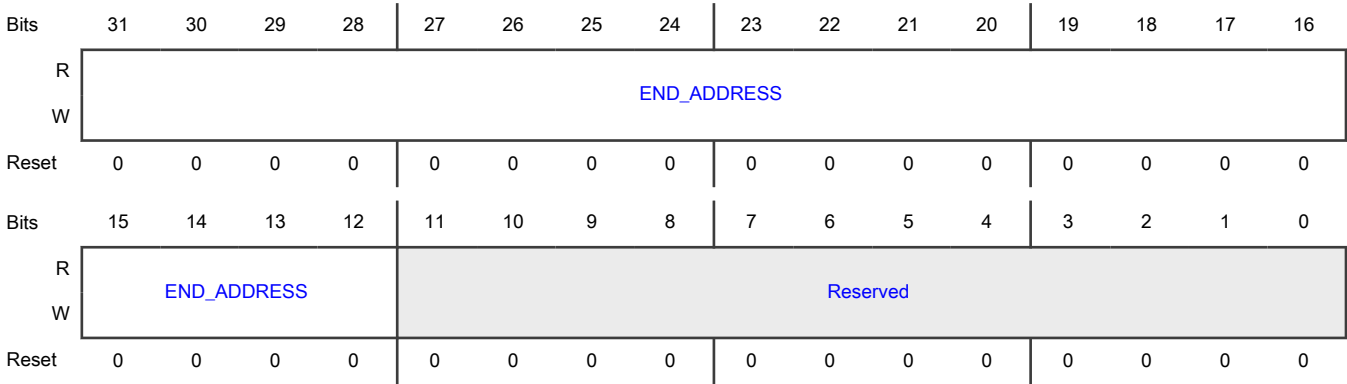 Bits 31 30 29 28 27 26 25 24 23 22 21 20 19 18 17 16
R
END_ADDRESS
W
Reset 0 0 0 0 0 0 0 0 0 0 0 0 0 0 0 0
Bits 15 14 13 12 11 10 9 8 7 6 5 4 3 2 1 0
R
END_ADDRESS Reserved
W
Reset 0 0 0 0 0 0 0 0 0 0 0 0 0 0 0 0